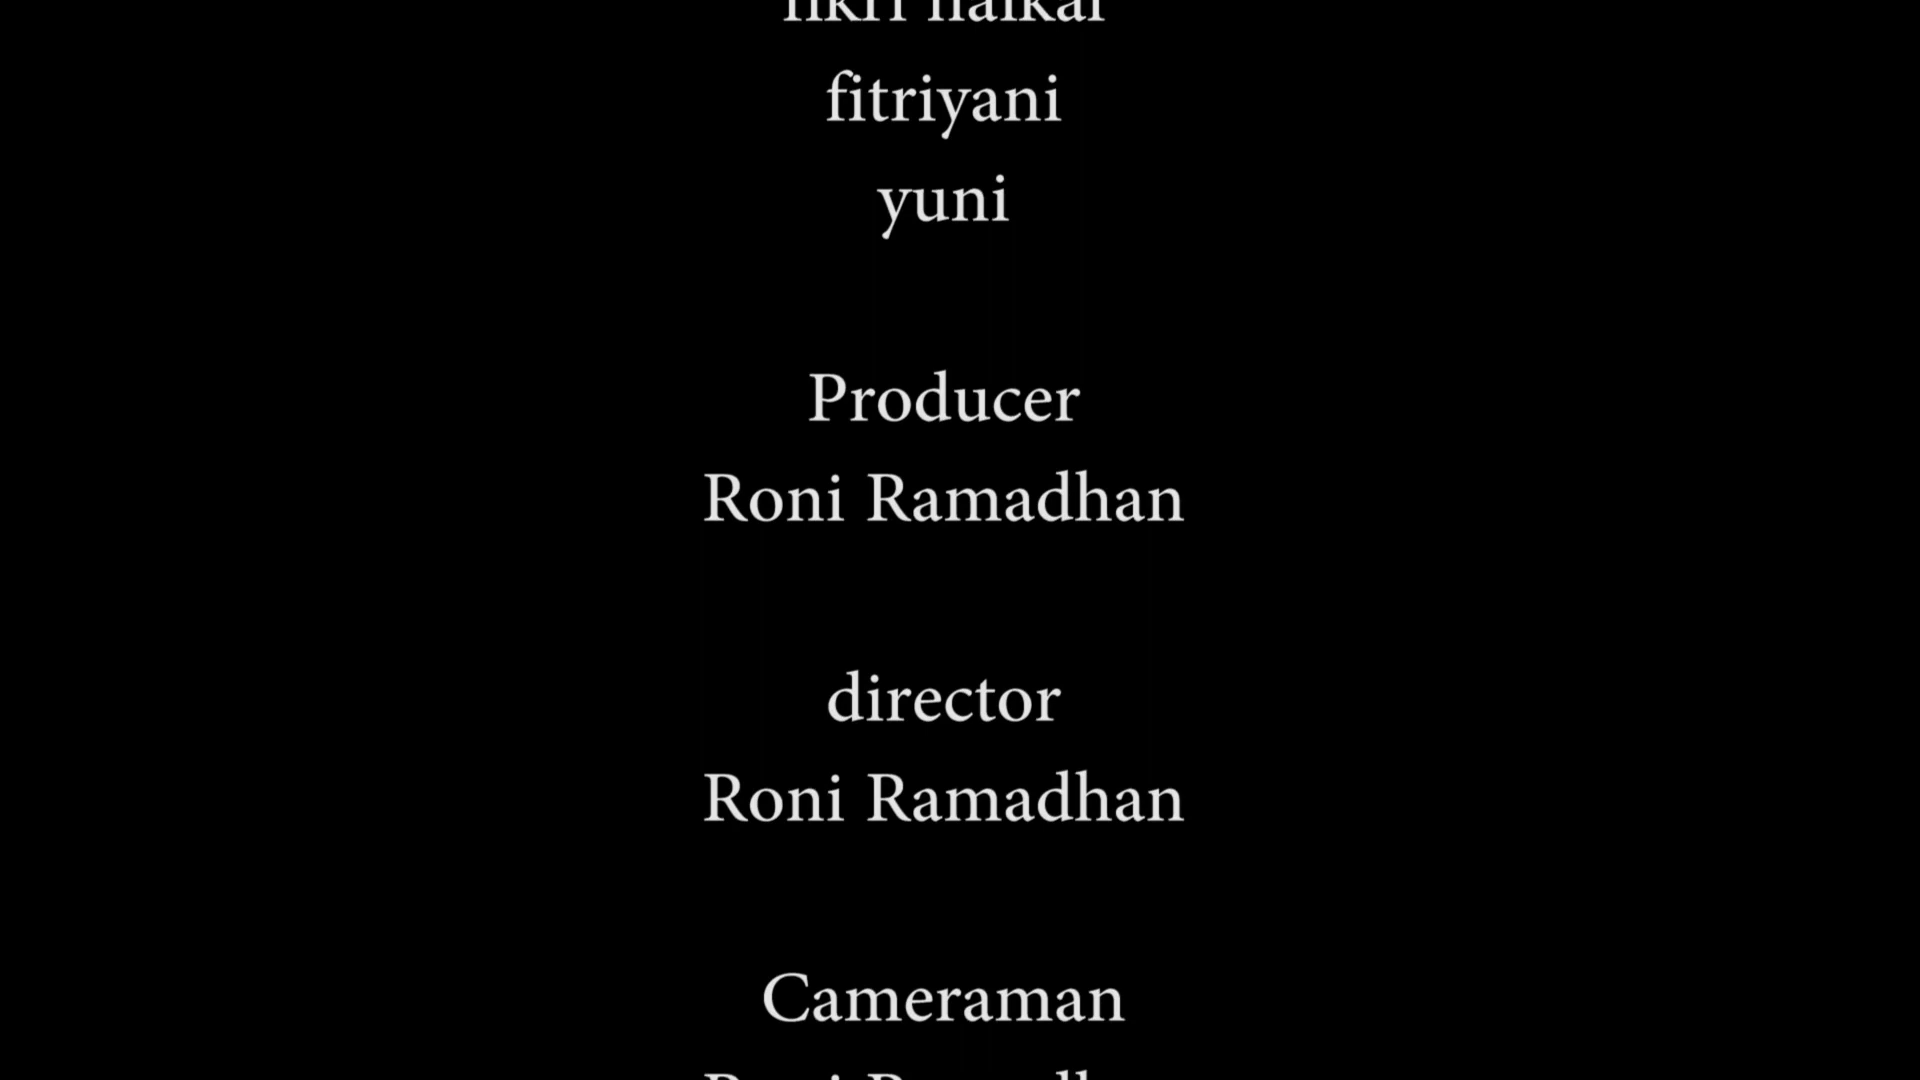 fitriyani
yuni
Producer
Roni Ramadhan
director
Roni Ramadhan
Cameraman